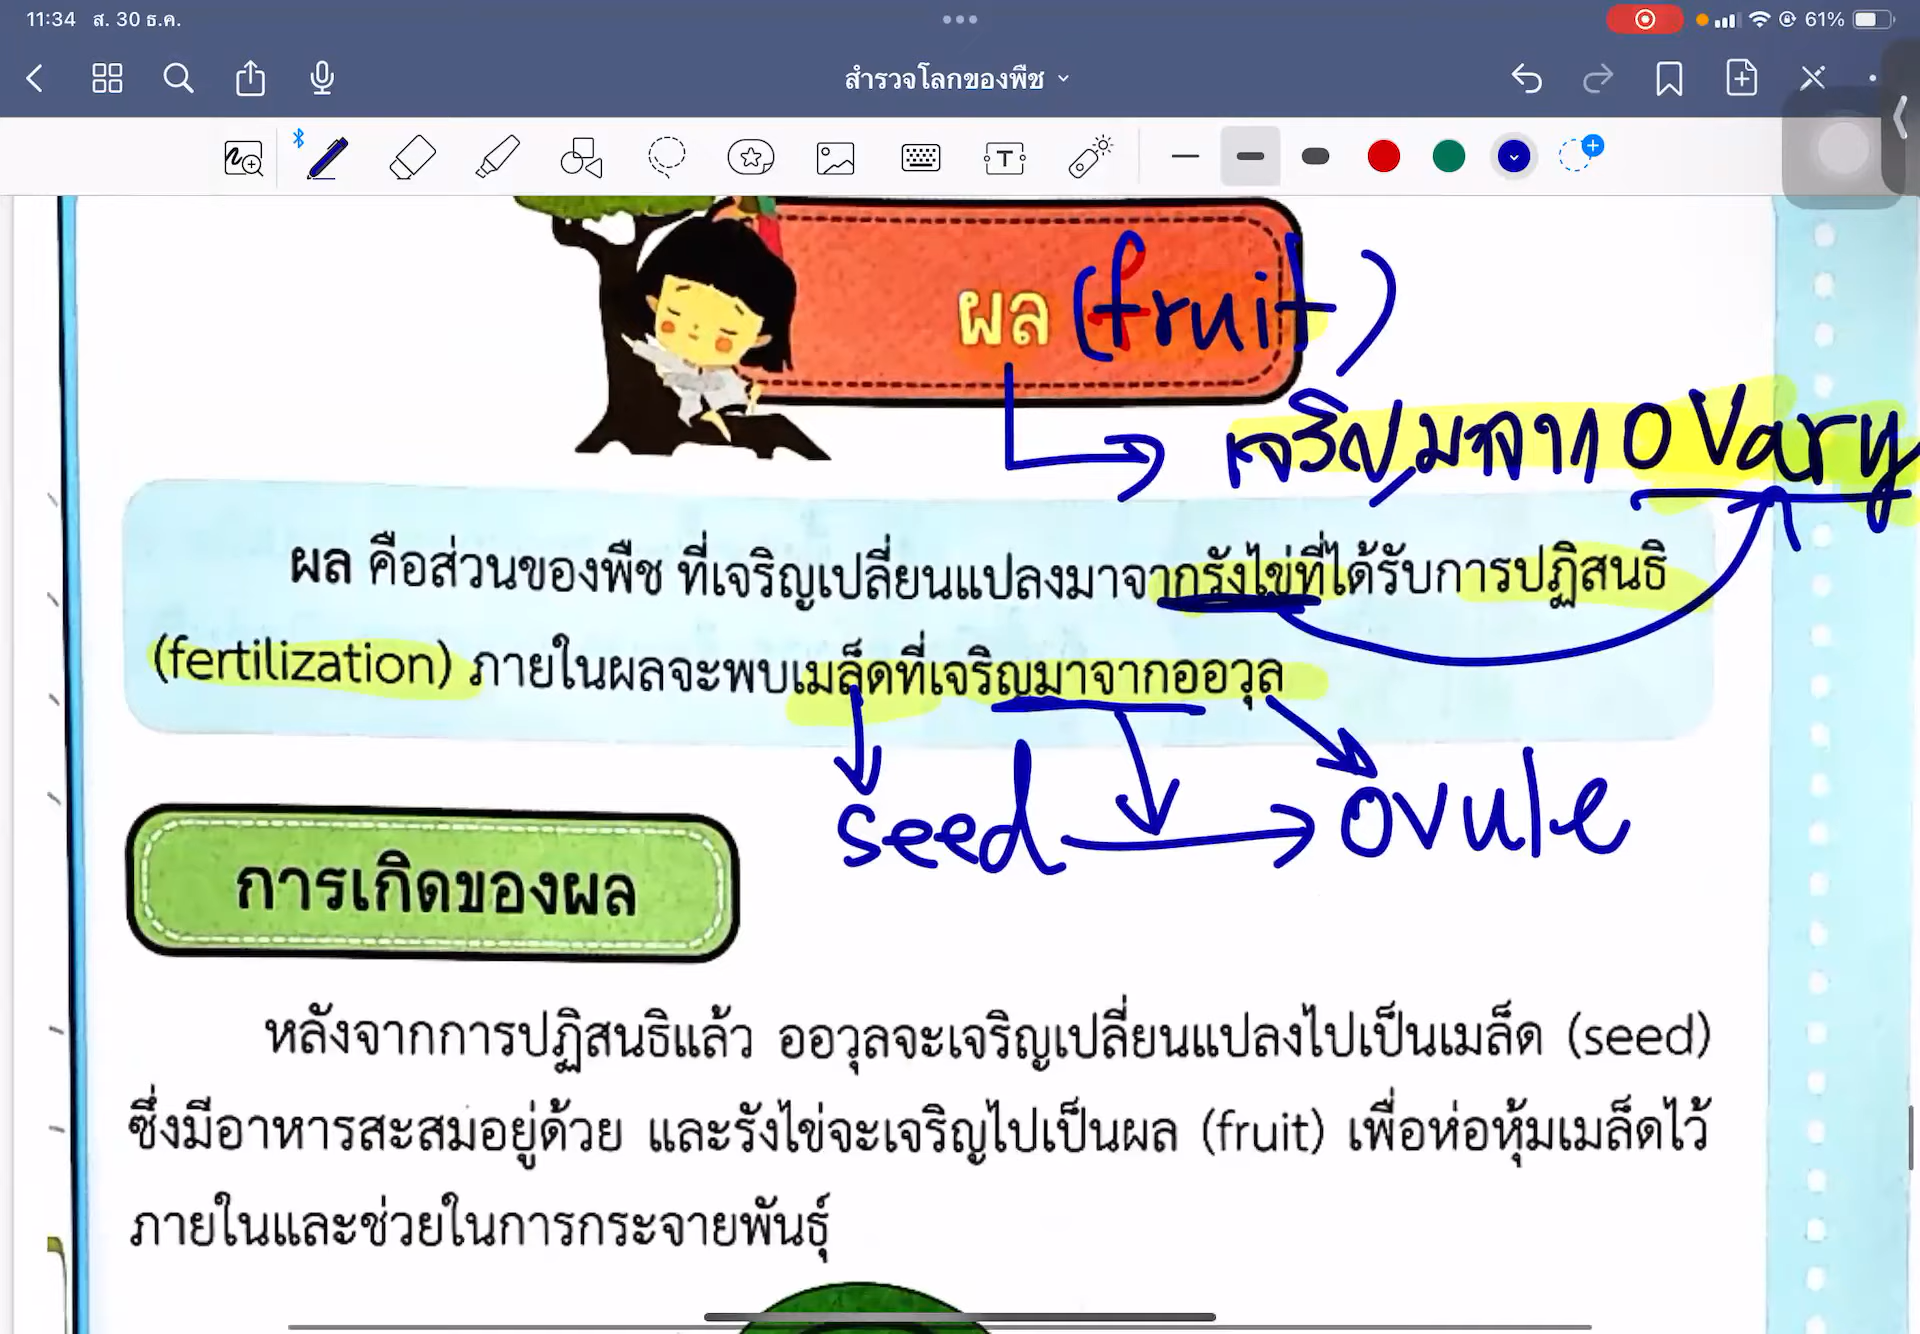 11:34 ส. 30 ธ.ค.
61%
สำรวจโลกของพืช
T
ผล (fruit)
เจริญมาจาก ovary
ผล คือส่วนของพืช ที่เจริญเปลี่ยนแปลงมาจากรังไข่ที่ได้รับการปฏิสนธิ
(fertilization) ภายในผลจะพบเมล็ดที่เจริญมาจากออวุล
seed ovule
การเกิดของผล
หลังจากการปฏิสนธิแล้ว ออวุลจะเจริญเปลี่ยนแปลงไปเป็นเมล็ด (seed)
ซึ่งมีอาหารสะสมอยู่ด้วย และรังไข่จะเจริญไปเป็นผล (fruit) เพื่อห่อหุ้มเมล็ดไว้
ภายในและช่วยในการกระจายพันธุ์